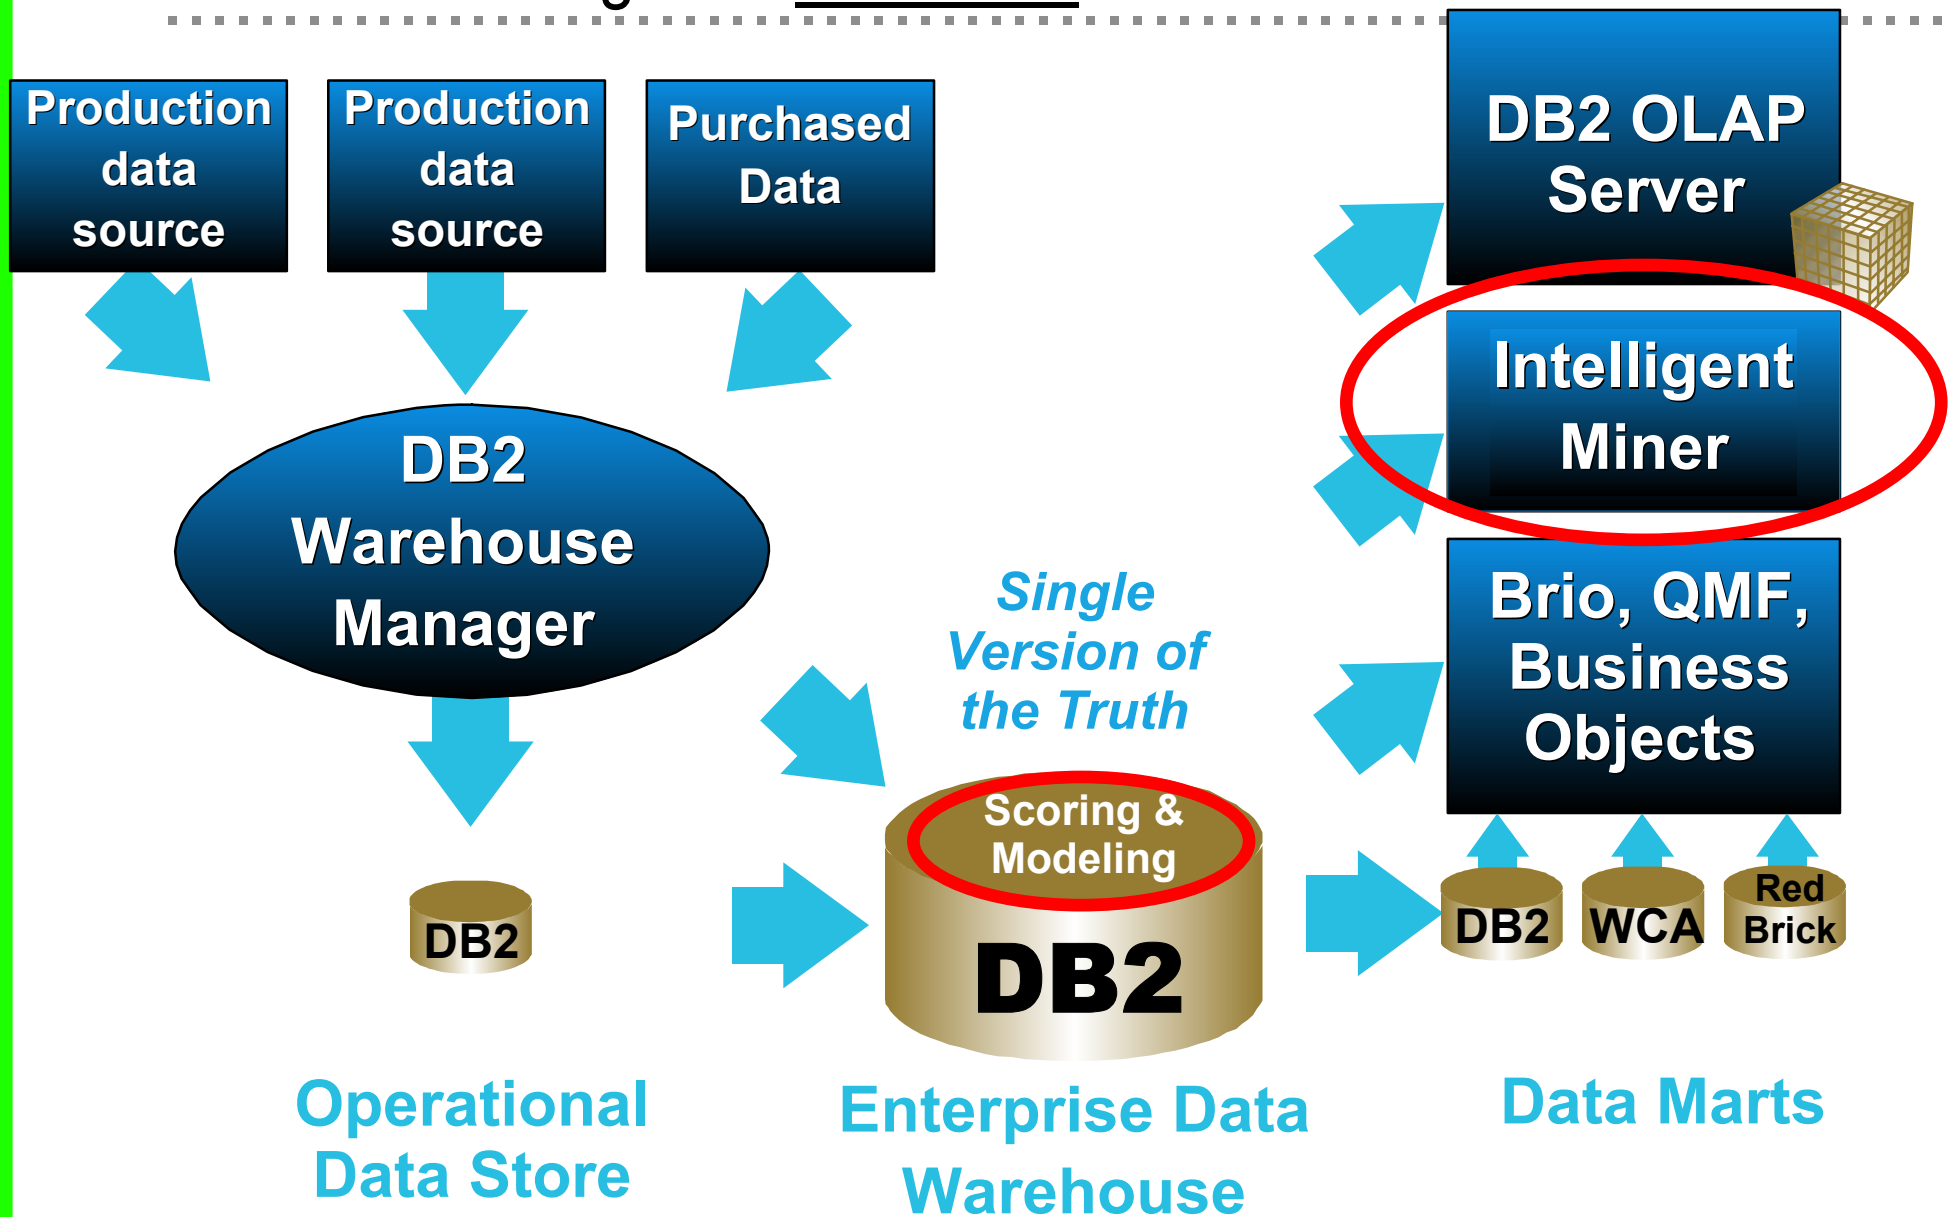 Production
data
source
Production
data
source
Purchased
Data
DB2 OLAP
Server
Intelligent
Miner
DB2
Warehouse
Manager
Single
Version of
the Truth
Brio, QMF,
Business
Objects
Scoring &
Modeling
DB2
DB2
DB2
WCA
Red
Brick
Operational
Data Store
Enterprise Data
Warehouse
Data Marts